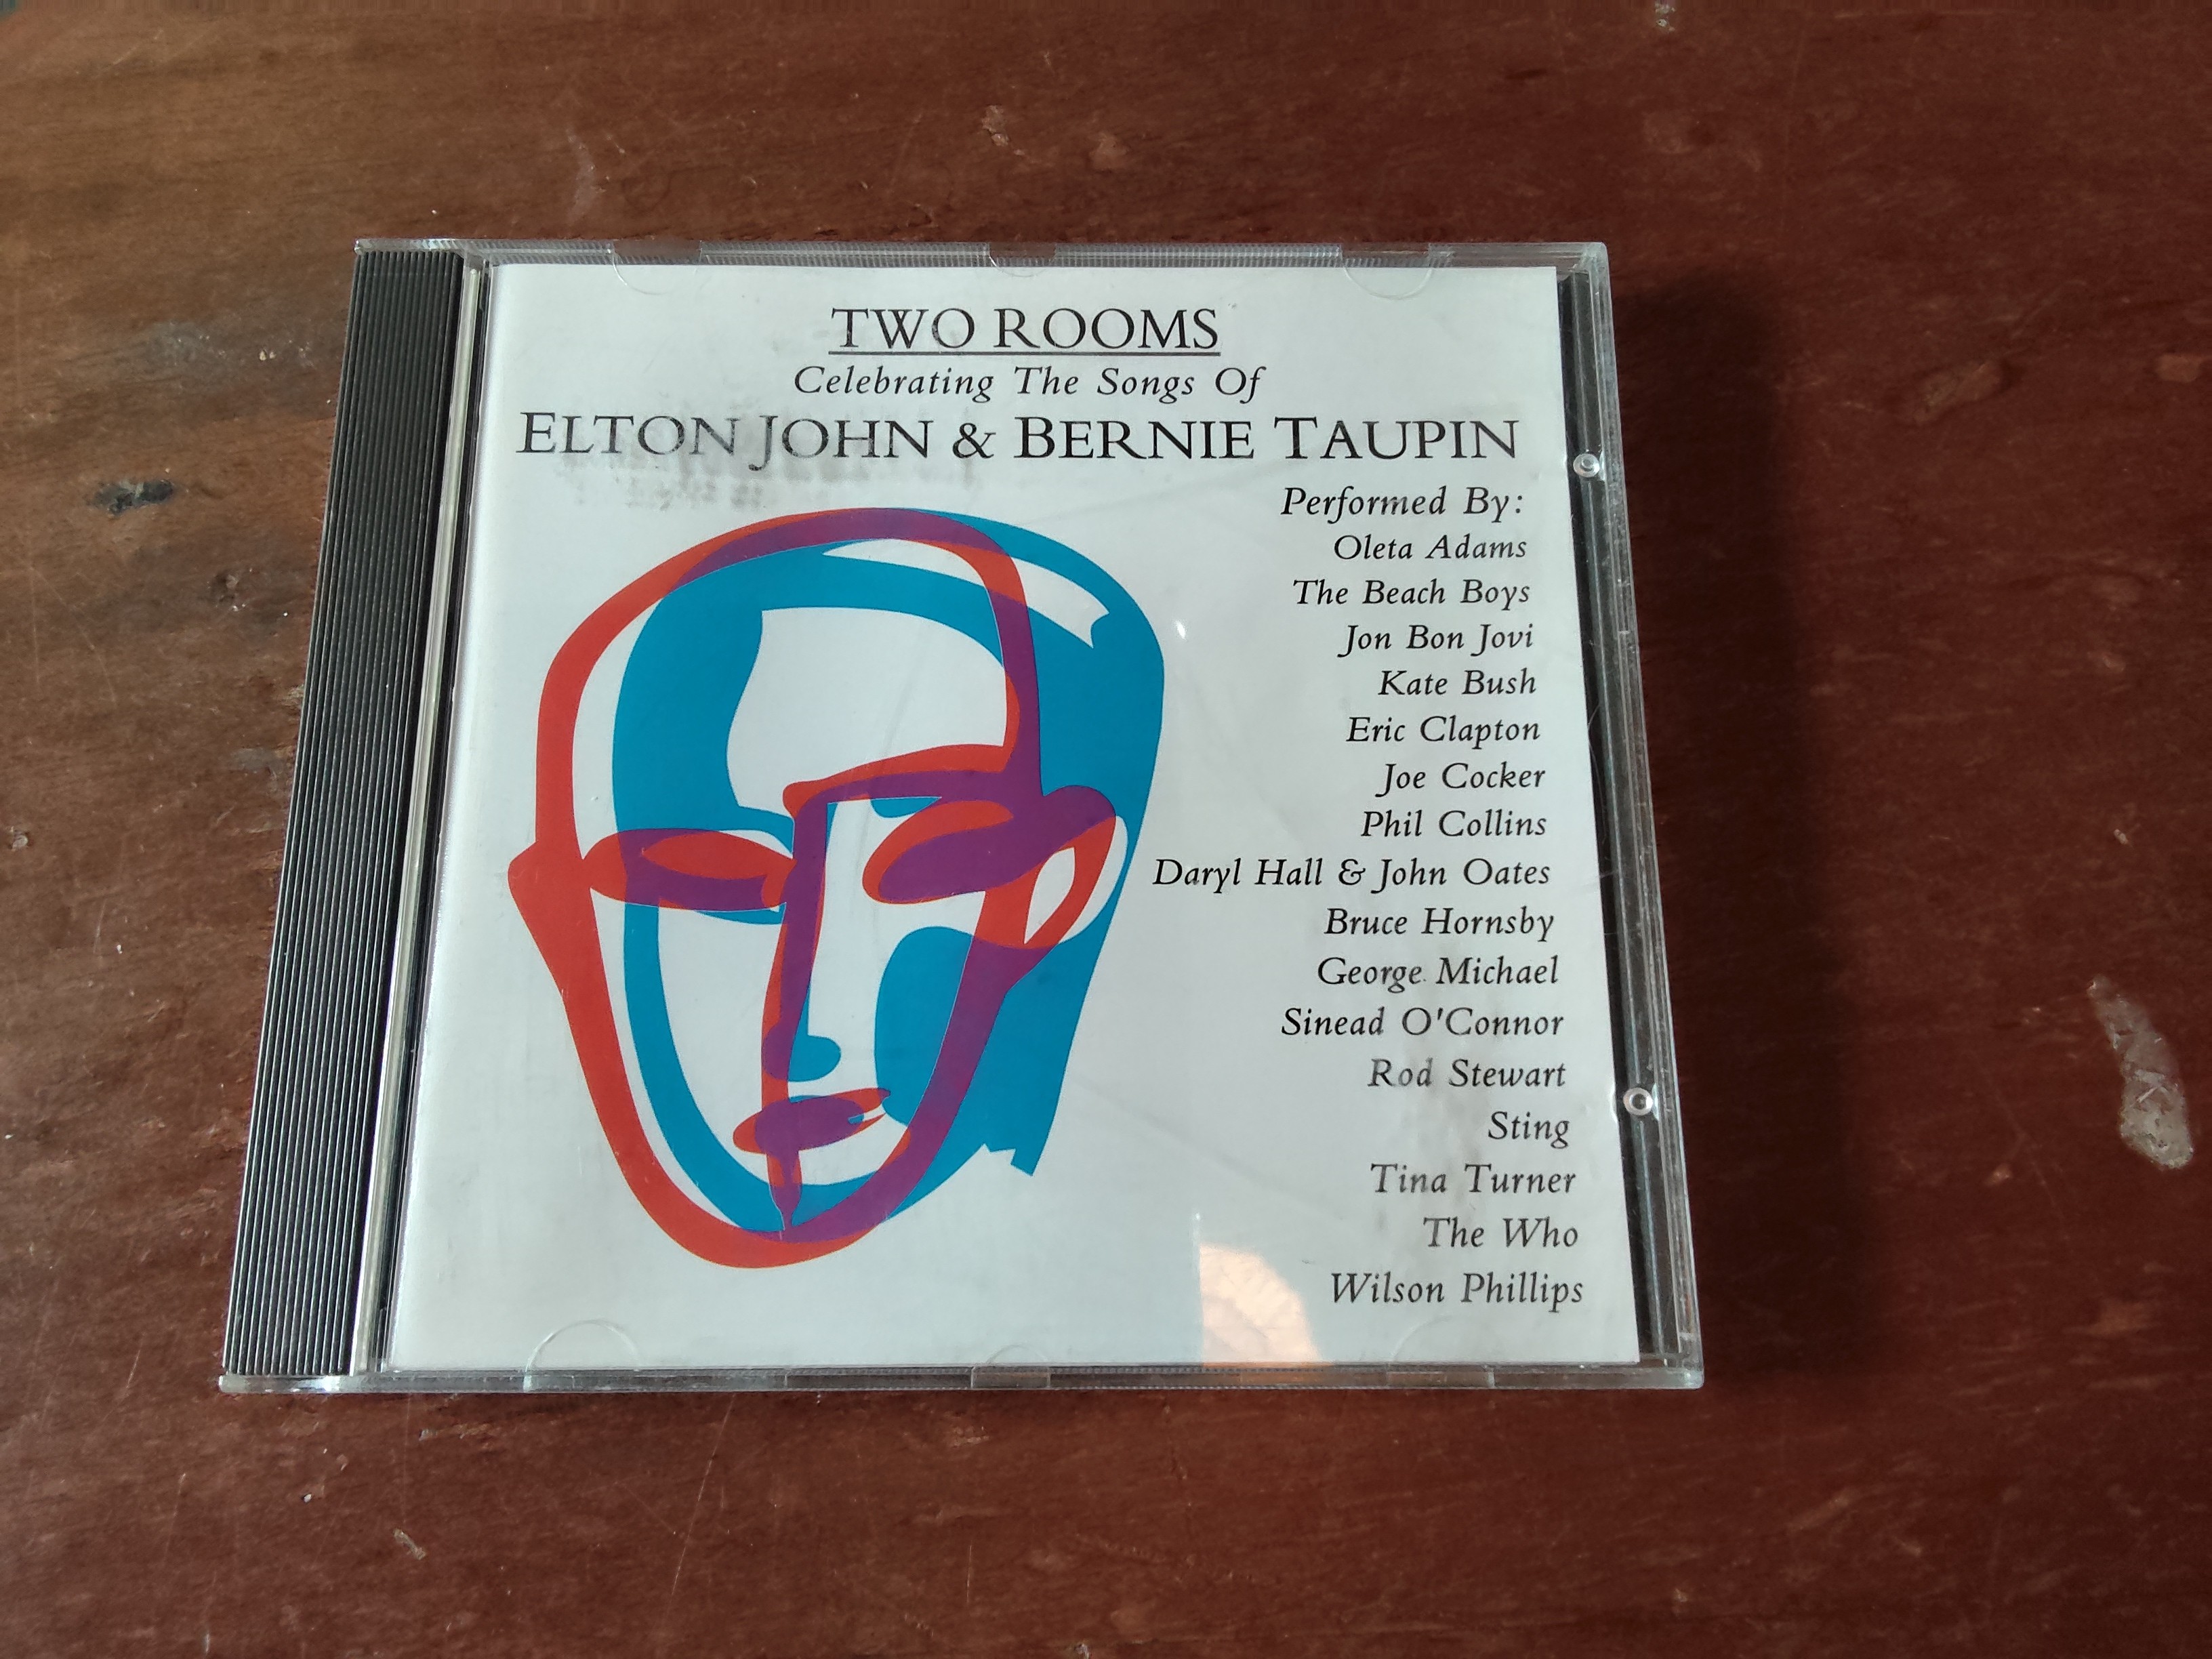 TWO ROOMS
Celebrating The Songs Of
ELTON JOHN & BERNIE TAUPIN
Performed By:
Oleta Adams
The Beach Boys
Jon Bon Jovi
Kate Bush
Eric Clapton
Joe Cocker
Phil Collins
Daryl Hall & John Oates
Bruce Hornsby
George Michael
Sinead O'Connor
Rod Stewart
Sting
Tina Turner
The Who
Wilson Phillips